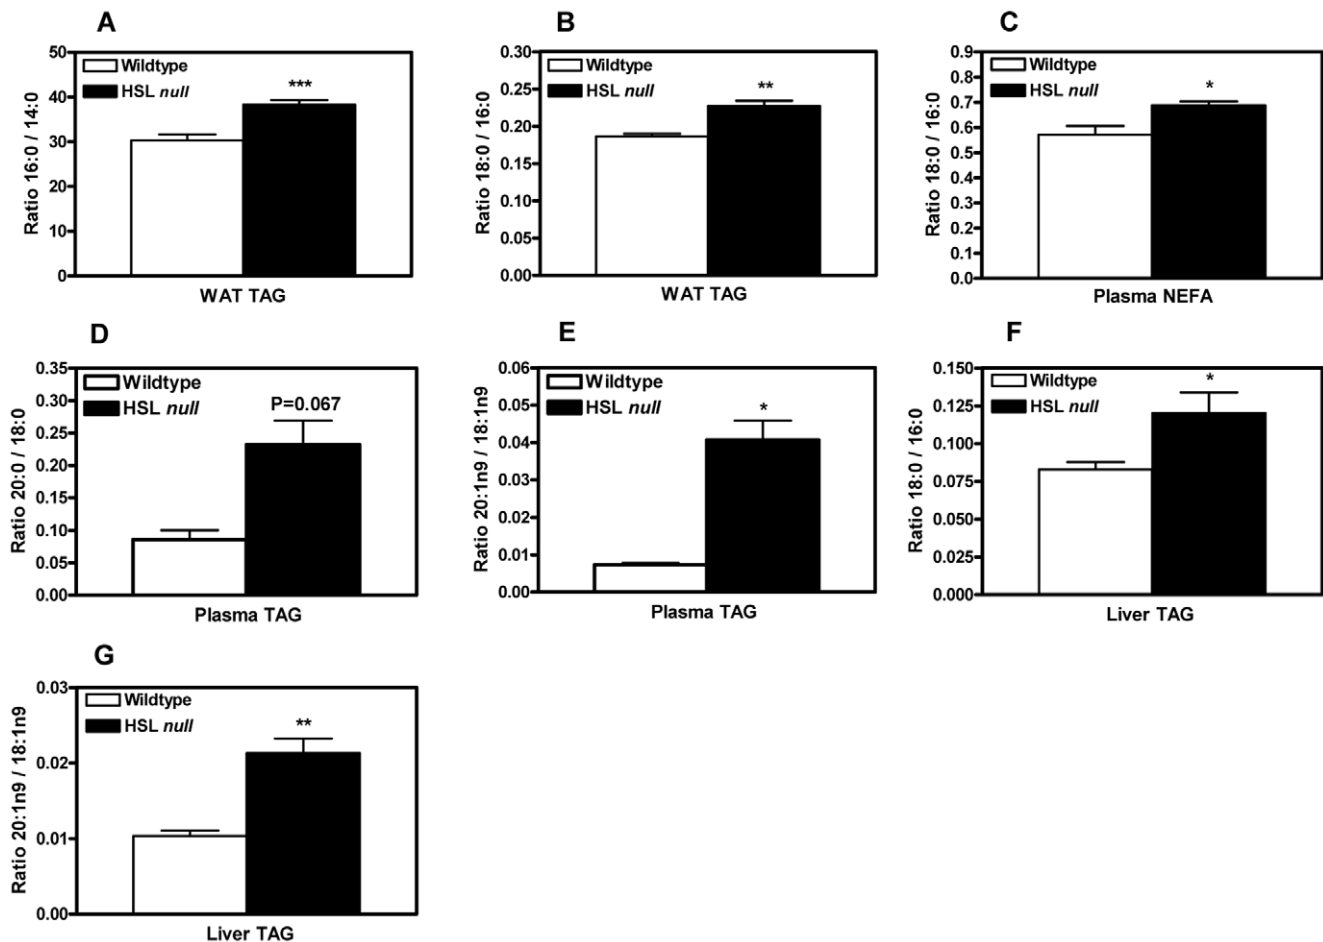 A
Ratio 16:0 / 14:0
50
40
30
20
10
0
Wildtype
HSL null
***
WAT TAG
B
Ratio 18:0 / 16:0
0.30
0.25
0.20
0.15
0.10
0.05
0.00
Wildtype
HSL null
**
WAT TAG
C
Ratio 18:0 / 16:0
0.9
0.8
0.7
0.6
0.5
0.4
0.3
0.2
0.1
0.0
Wildtype
HSL null
*
Plasma NEFA
D
Ratio 20:0 / 18:0
0.35
0.30
0.25
0.20
0.15
0.10
0.05
0.00
Wildtype
HSL null
P=0.067
Plasma TAG
E
Ratio 20:1n9 / 18:1n9
0.06
0.05
0.04
0.03
0.02
0.01
0.00
Wildtype
HSL null
*
Plasma TAG
F
Ratio 18:0 / 16:0
0.150
0.125
0.100
0.075
0.050
0.025
0.000
Wildtype
HSL null
*
Liver TAG
G
Ratio 20:1n9 / 18:1n9
0.03
0.02
0.01
0.00
Wildtype
HSL null
**
Liver TAG